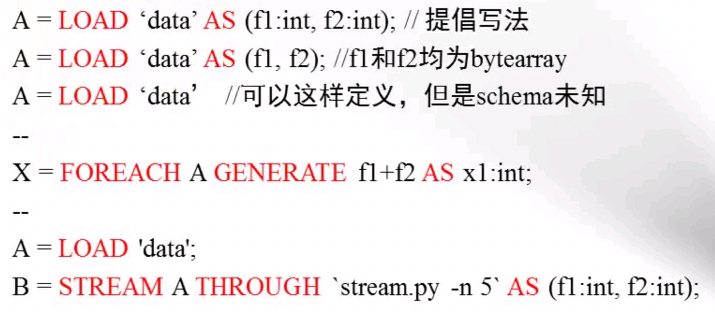 A = LOAD ‘data’ AS (f1:int, f2:int); // 提倡写法
A = LOAD ‘data’ AS (f1, f2); //f1和f2均为bytearray
A = LOAD ‘data’ //可以这样定义，但是schema未知
--
X = FOREACH A GENERATE f1+f2 AS x1:int;
--
A = LOAD 'data';
B = STREAM A THROUGH `stream.py -n 5` AS (f1:int, f2:int);